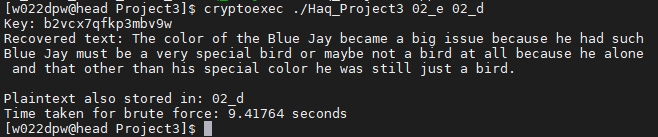 [w022dpw@head Project3]$ cryptoexec ./Haq_Project3 02_e 02_d
Key: b2vcx7qfkp3mbv9w
Recovered text: The color of the Blue Jay became a big issue because he had such
Blue Jay must be a very special bird or maybe not a bird at all because he alone
 and that other than his special color he was still just a bird.
Plaintext also stored in: 02_d
Time taken for brute force: 9.41764 seconds
[w022dpw@head Project3]$